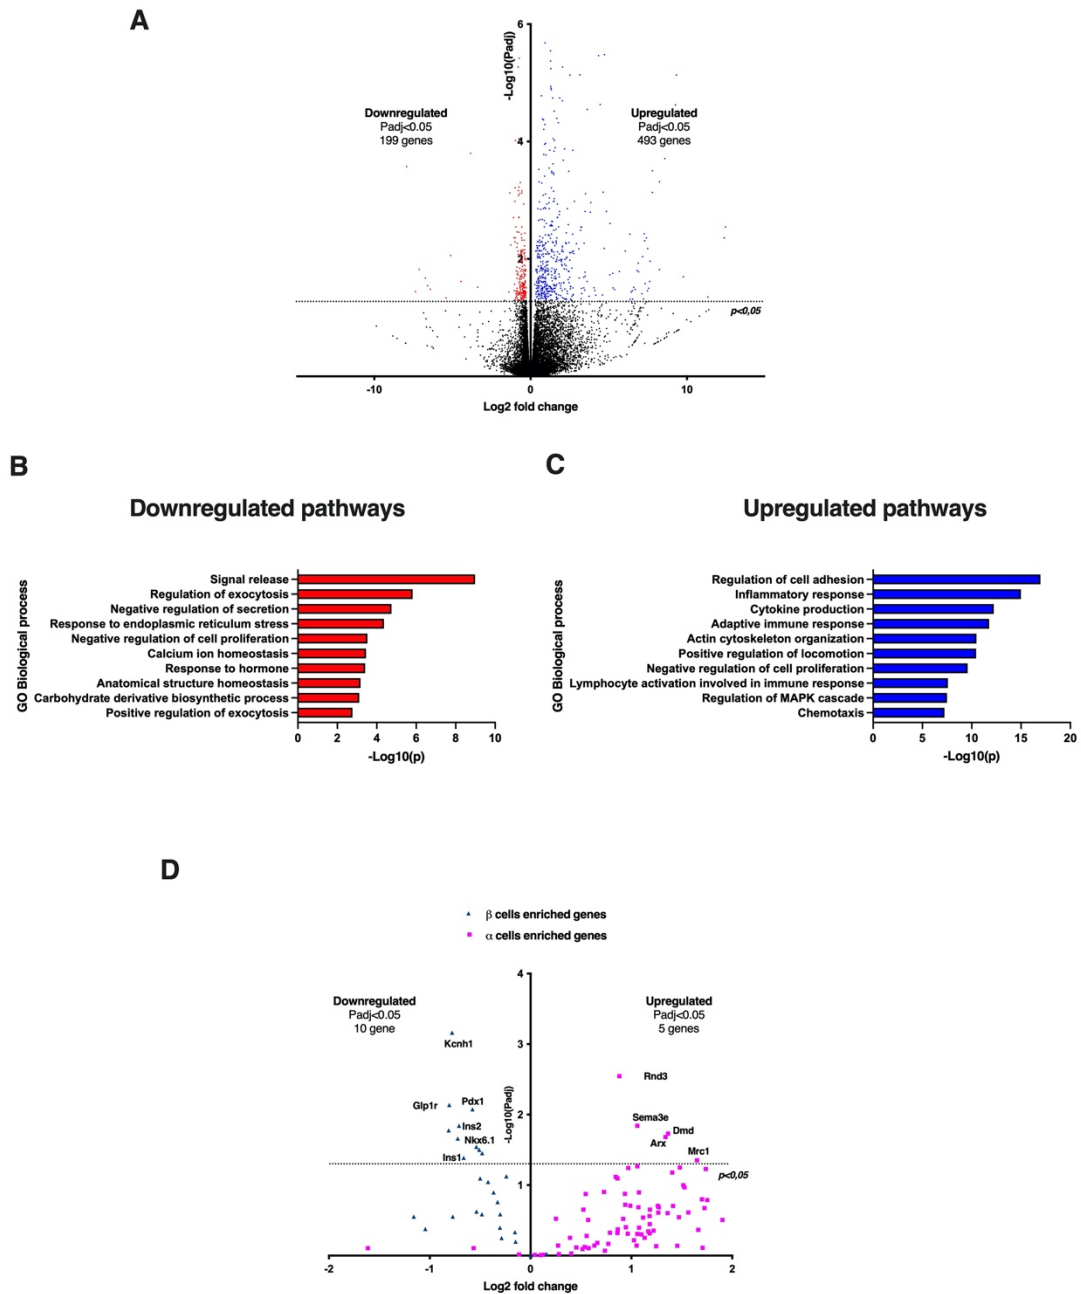 A
-Log10(Padj)
6
4
2
Downregulated
Padj<0.05
199 genes
Upregulated
Padj<0.05
493 genes
p<0,05
-10
0
10
Log2 fold change
B
Downregulated pathways
GO Biological process
Signal release
Regulation of exocytosis
Negative regulation of secretion
Response to endoplasmic reticulum stress
Negative regulation of cell proliferation
Calcium ion homeostasis
Response to hormone
Anatomical structure homeostasis
Carbohydrate derivative biosynthetic process
Positive regulation of exocytosis
0 2 4 6 8 10
-Log10(p)
C
Upregulated pathways
GO Biological process
Regulation of cell adhesion
Inflammatory response
Cytokine production
Adaptive immune response
Actin cytoskeleton organization
Positive regulation of locomotion
Negative regulation of cell proliferation
Lymphocyte activation involved in immune response
Regulation of MAPK cascade
Chemotaxis
0 5 10 15 20
-Log10(p)
D
β cells enriched genes
α cells enriched genes
-Log10(Padj)
4
3
2
1
Downregulated
Padj<0.05
10 gene
Upregulated
Padj<0.05
5 genes
Kcnh1
Glp1r
Pdx1
Ins2
Nkx6.1
Ins1
Rnd3
Sema3e
Dmd
Arx
Mrc1
p<0,05
-2 -1 0 1 2
Log2 fold change